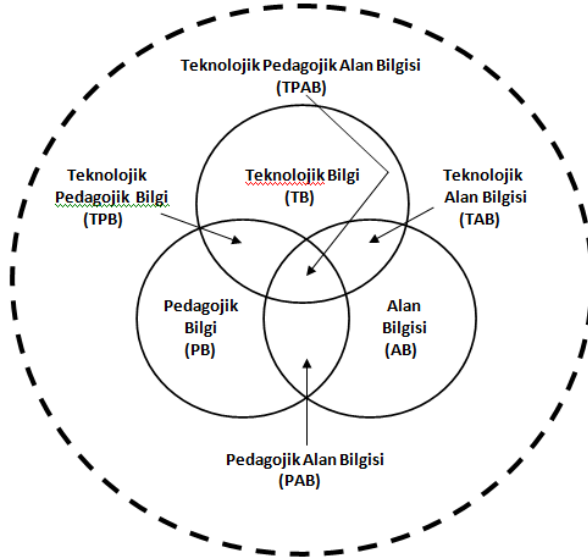 Teknolojik Pedagojik Alan Bilgisi
(TPAB)
Teknolojik
Pedagojik Bilgi
(TPB)
Teknolojik Bilgi
(TB)
Teknolojik
Alan Bilgisi
(TAB)
Pedagojik
Bilgi
(PB)
Alan
Bilgisi
(AB)
Pedagojik Alan Bilgisi
(PAB)